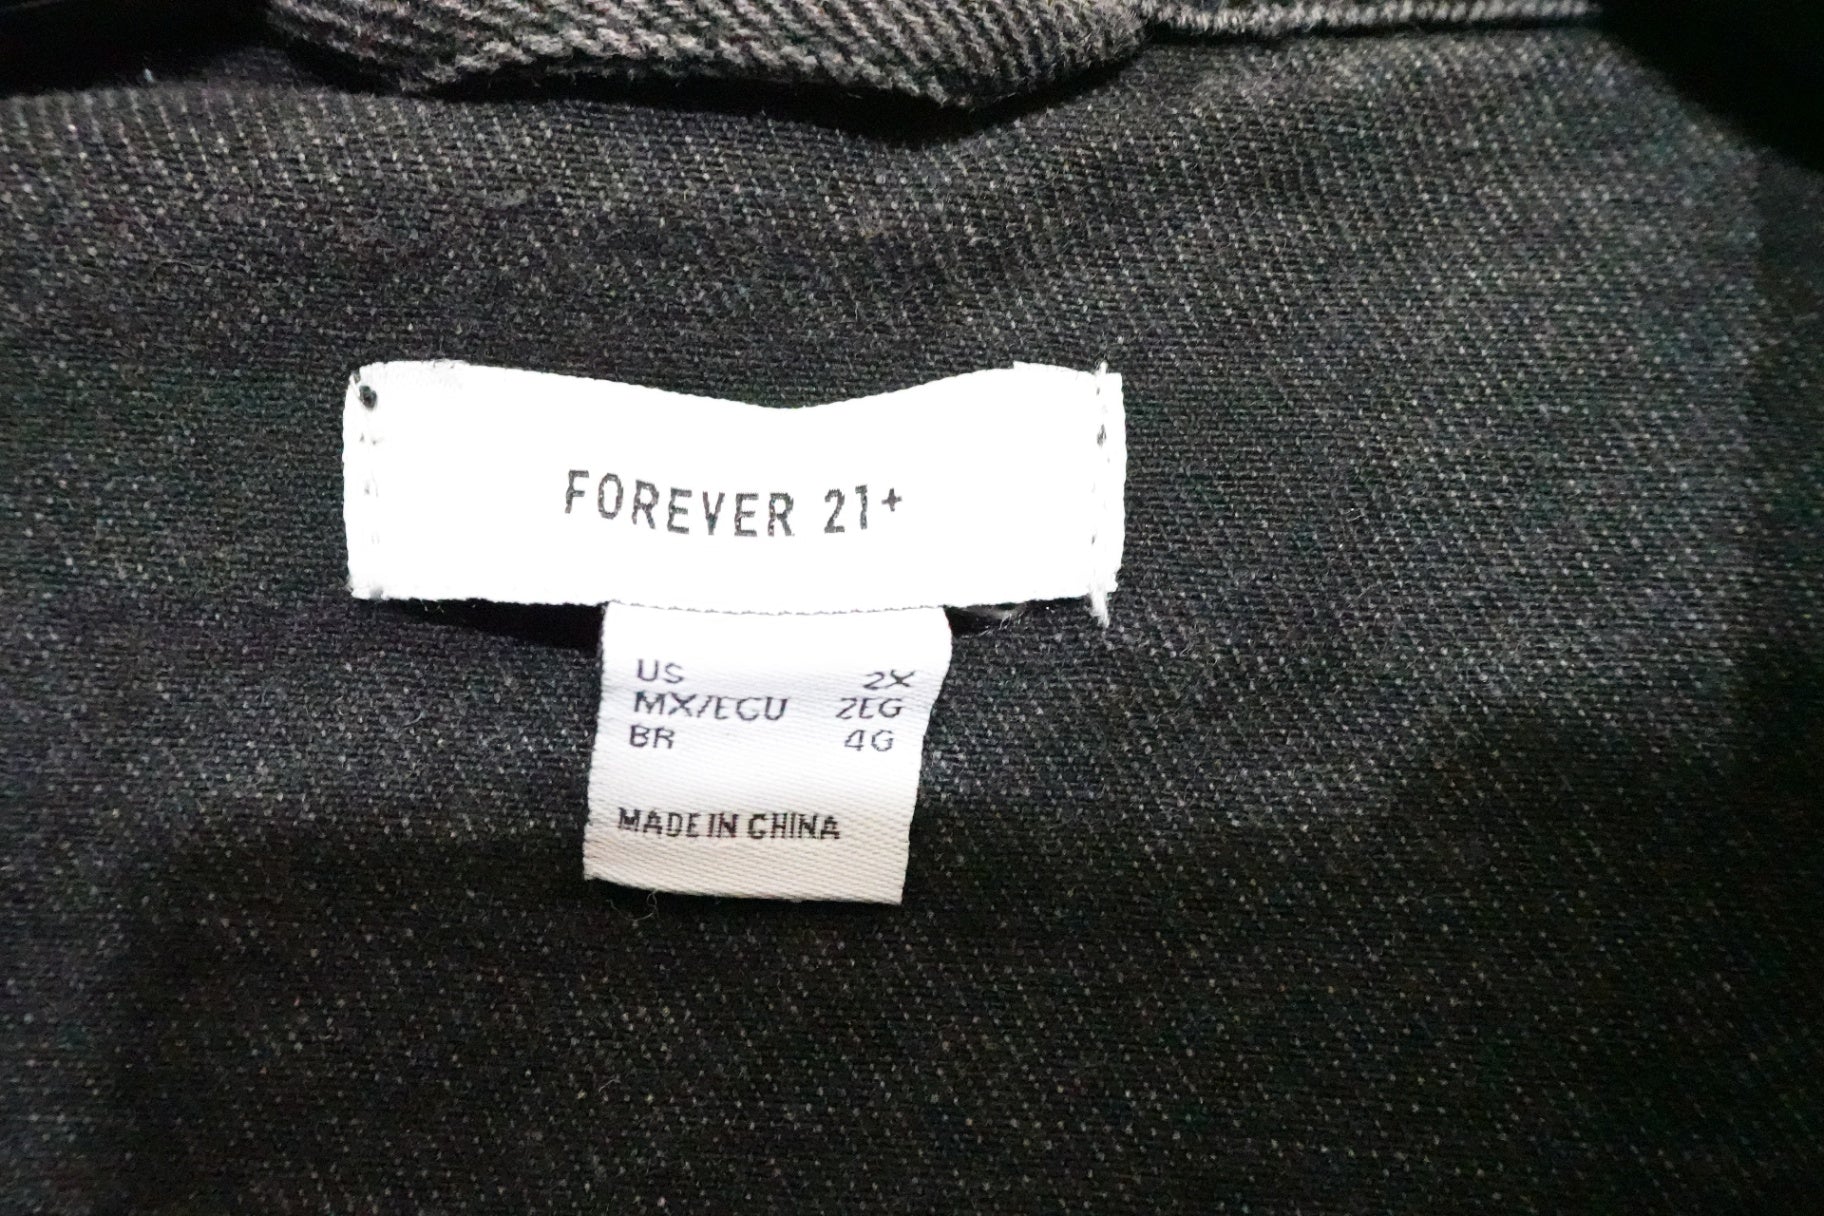 FOREVER 21+
US 2X
MX/ECU 2EG
BR 4G
MADE IN CHINA